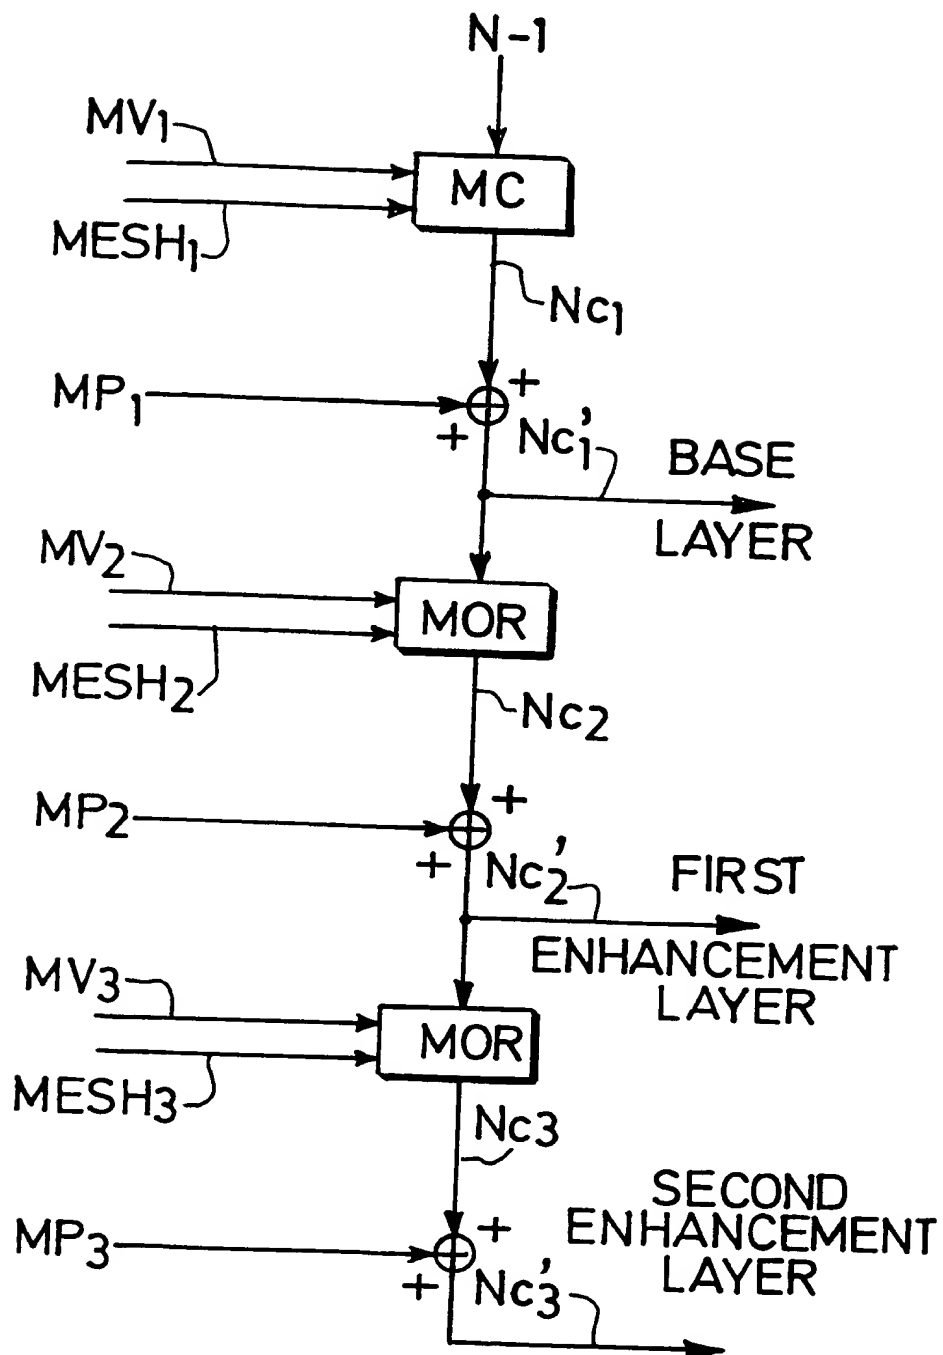 N-1
MV1
MC
MESH1
Nc1
MP1
+
+
Nc'1
BASE
LAYER
MV2
MOR
MESH2
Nc2
MP2
+
+
Nc'2
FIRST
ENHANCEMENT
LAYER
MV3
MOR
MESH3
Nc3
SECOND
ENHANCEMENT
LAYER
MP3
+
+
Nc'3